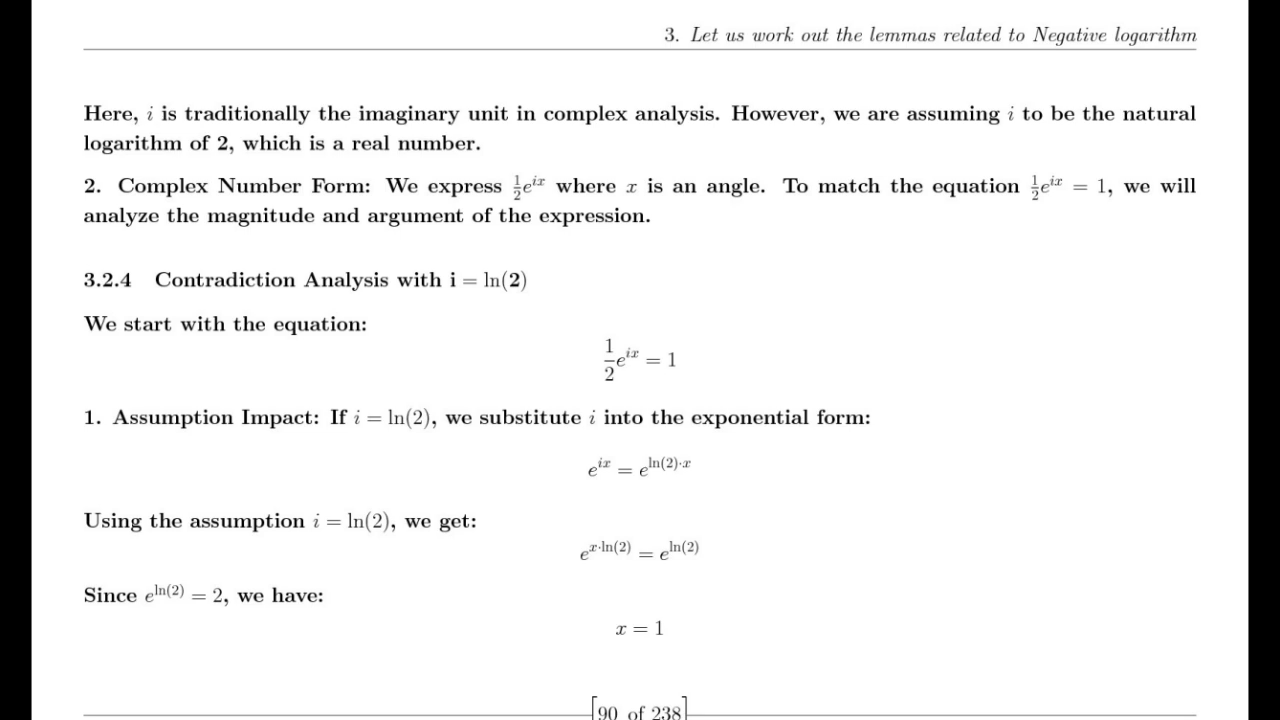 3. Let us work out the lemmas related to Negative logarithm
Here, i is traditionally the imaginary unit in complex analysis. However, we are assuming i to be the natural
logarithm of 2, which is a real number.
2. Complex Number Form: We express \frac{1}{2}e^{ix} where x is an angle. To match the equation \frac{1}{2}e^{ix} = 1, we will
analyze the magnitude and argument of the expression.
3.2.4 Contradiction Analysis with i = ln(2)
We start with the equation:
\frac{1}{2}e^{ix} = 1
1. Assumption Impact: If i = ln(2), we substitute i into the exponential form:
e^{ix} = e^{ln(2)·x}
Using the assumption i = ln(2), we get:
e^{x·ln(2)} = e^{ln(2)}
Since e^{ln(2)} = 2, we have:
x = 1
[90 of 238]